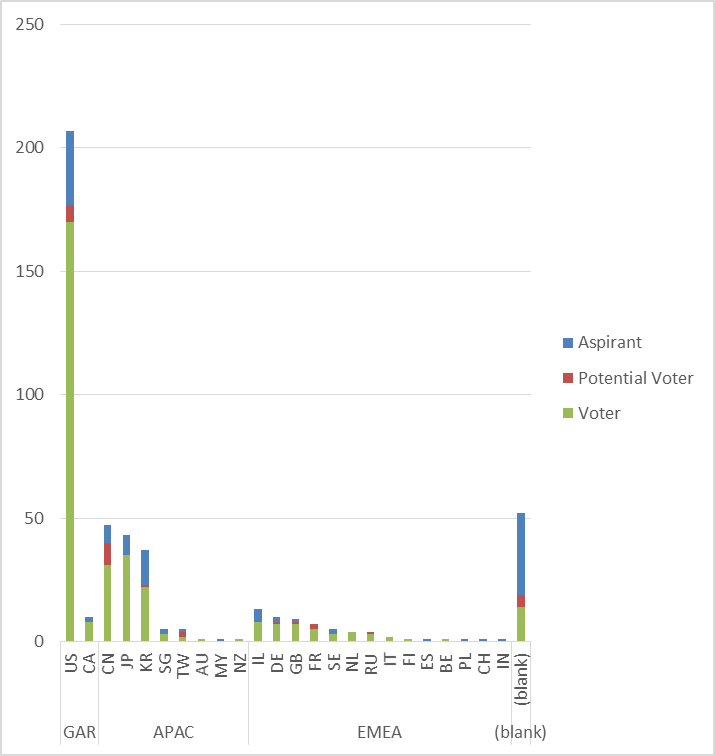 250
200
150
100
50
0
Aspirant
Potential Voter
Voter
US CA CN JP KR SG TW AU MY NZ IL DE GB FR SE NL RU IT FI ES BE PL CH IN (blank)
GAR APAC EMEA (blank)